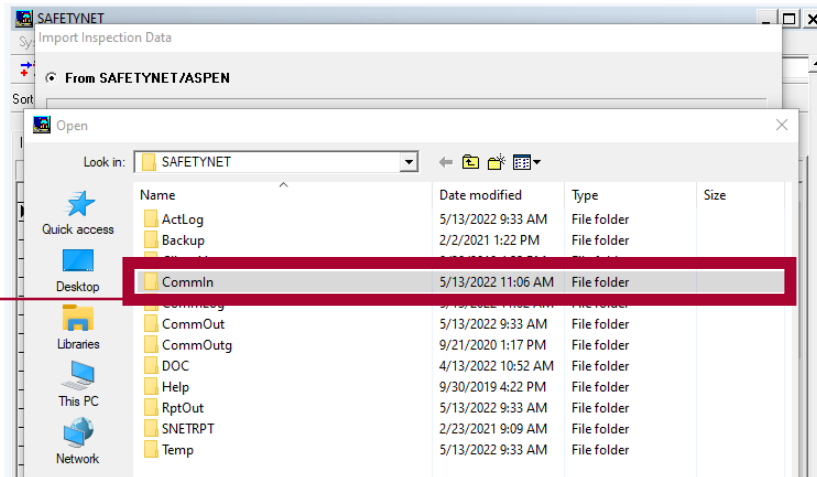 SAFETYNET
Import Inspection Data
From SAFETYNET/ASPEN
Sort
Open
Look in: SAFETYNET
Name Date modified Type Size
ActLog 5/13/2022 9:33 AM File folder
Backup 2/2/2021 1:22 PM File folder
CommIn 5/13/2022 11:06 AM File folder
CommLog File folder
CommOut 5/13/2022 9:33 AM File folder
CommOutg 9/21/2020 1:17 PM File folder
DOC 4/13/2022 10:52 AM File folder
Help 9/30/2019 4:22 PM File folder
RptOut 5/13/2022 9:33 AM File folder
SNETRPT 2/23/2021 9:09 AM File folder
Temp 5/13/2022 9:33 AM File folder
Quick access
Desktop
Libraries
This PC
Network